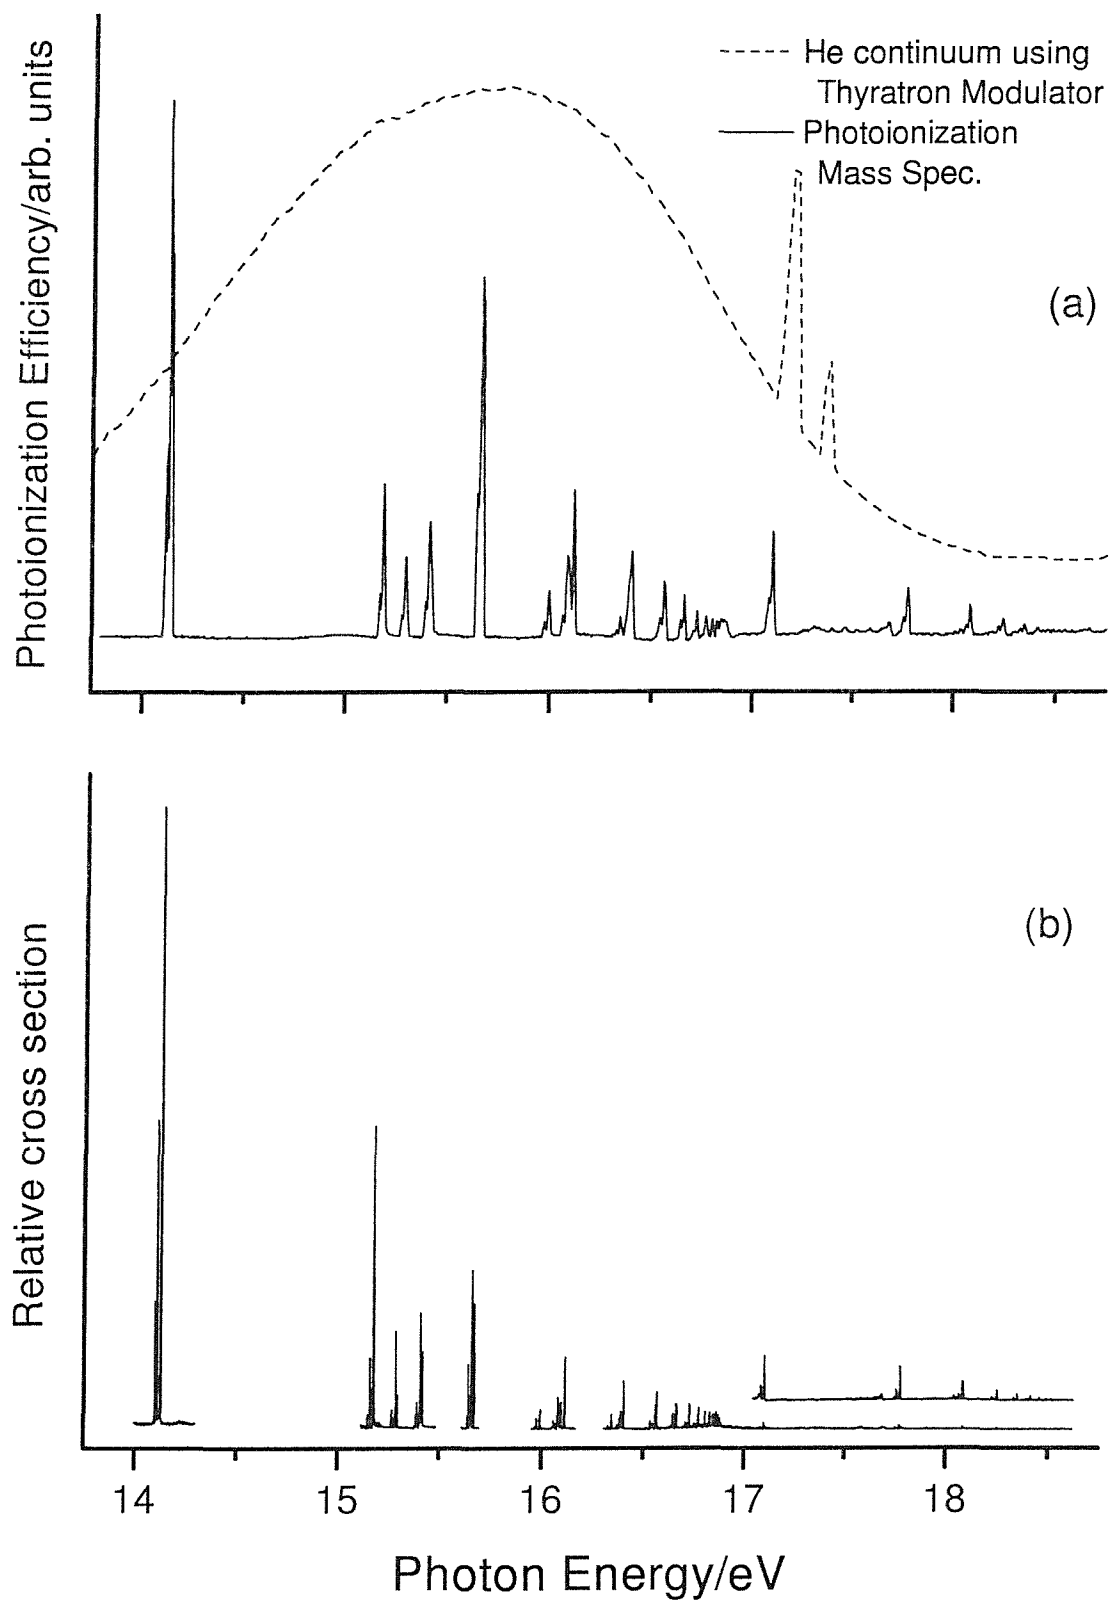 Photoionization Efficiency/arb. units
He continuum using
Thyratron Modulator
Photoionization
Mass Spec.
(a)
Relative cross section
(b)
14 15 16 17 18
Photon Energy/eV